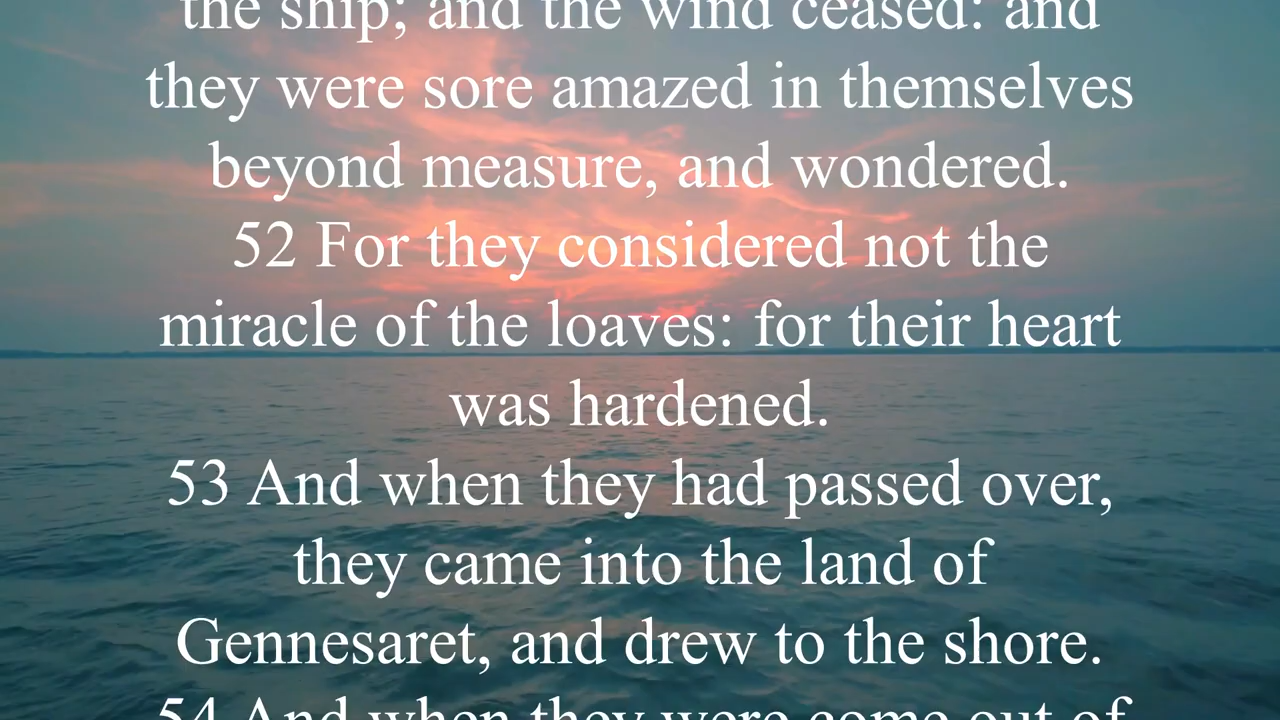 the ship; and the wind ceased: and
they were sore amazed in themselves
beyond measure, and wondered.
52 For they considered not the
miracle of the loaves: for their heart
was hardened.
53 And when they had passed over,
they came into the land of
Gennesaret, and drew to the shore.
54 And when they were come out of